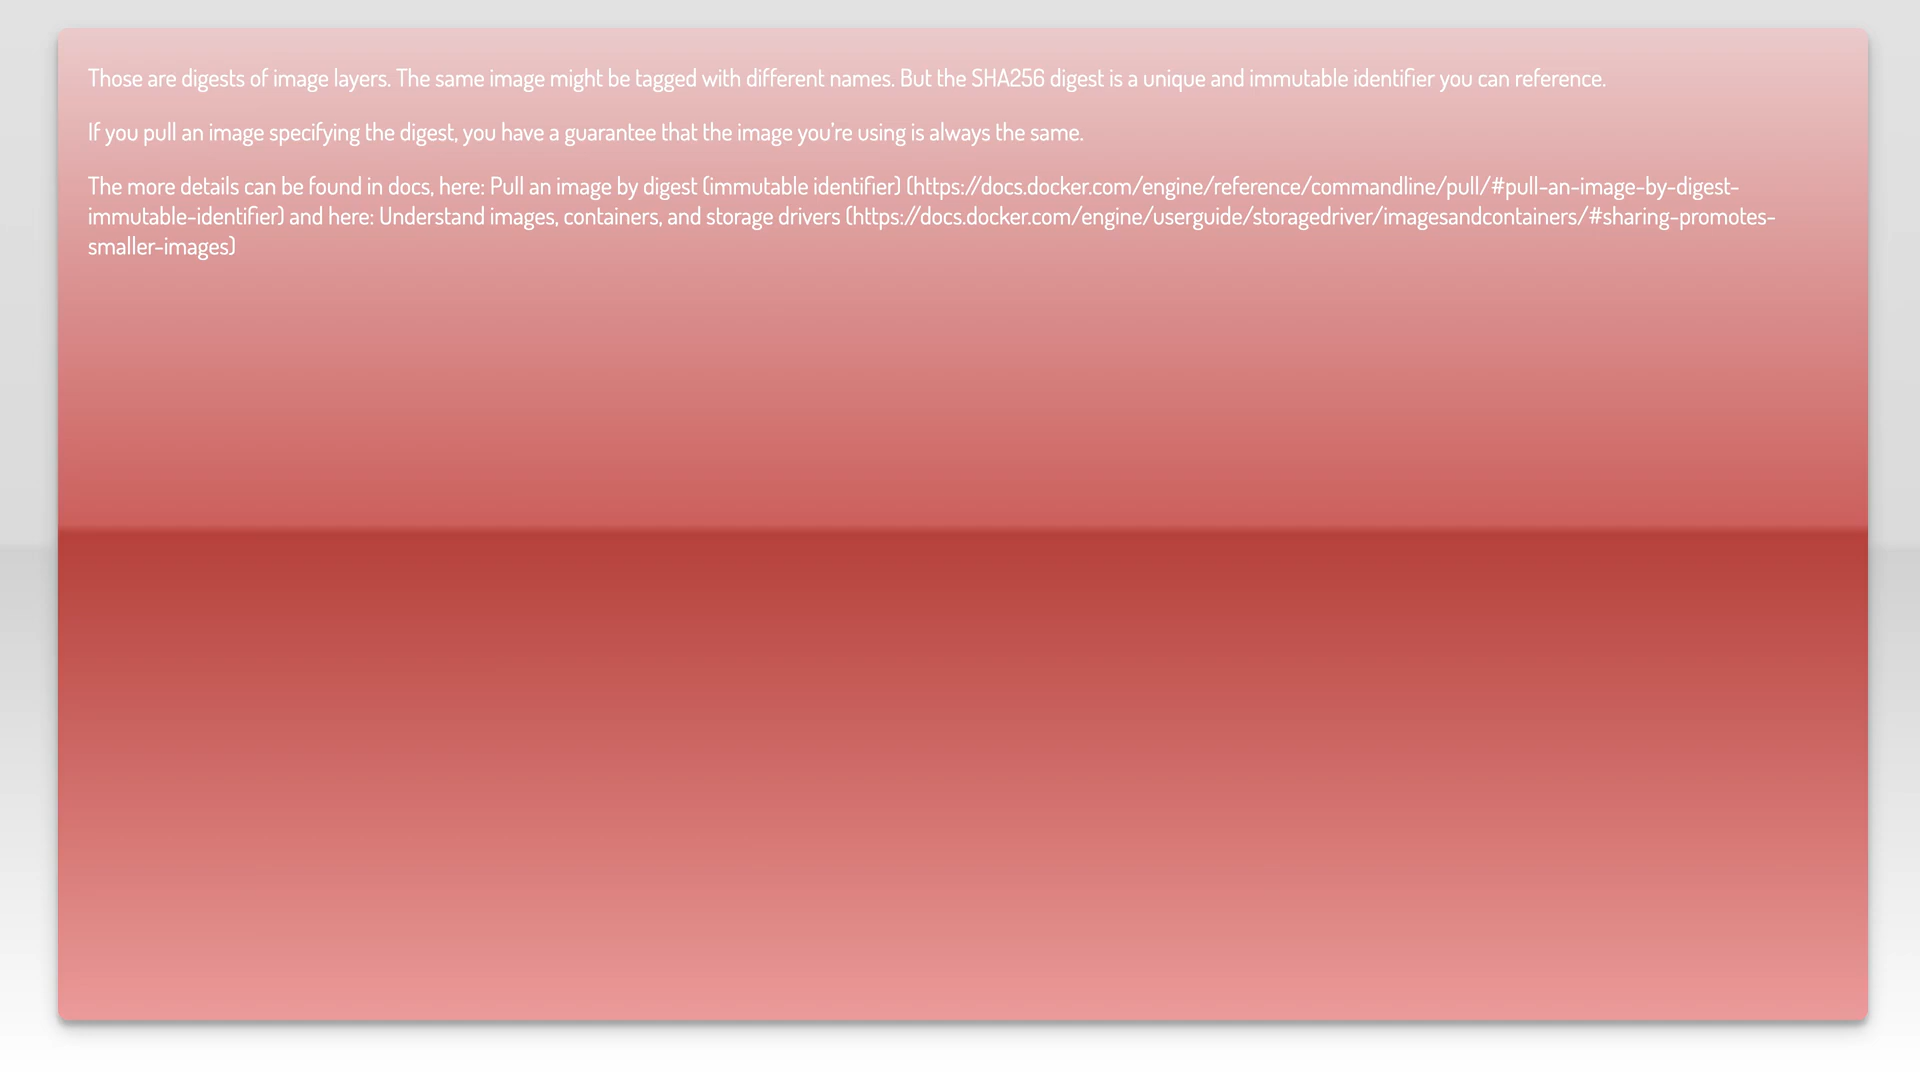 Those are digests of image layers. The same image might be tagged with different names. But the SHA256 digest is a unique and immutable identifier you can reference.
If you pull an image specifying the digest, you have a guarantee that the image you're using is always the same.
The more details can be found in docs, here: Pull an image by digest (immutable identifier) (https://docs.docker.com/engine/reference/commandline/pull/#pull-an-image-by-digest-
immutable-identifier) and here: Understand images, containers, and storage drivers (https://docs.docker.com/engine/userguide/storagedriver/imagesandcontainers/#sharing-promotes-
smaller-images)